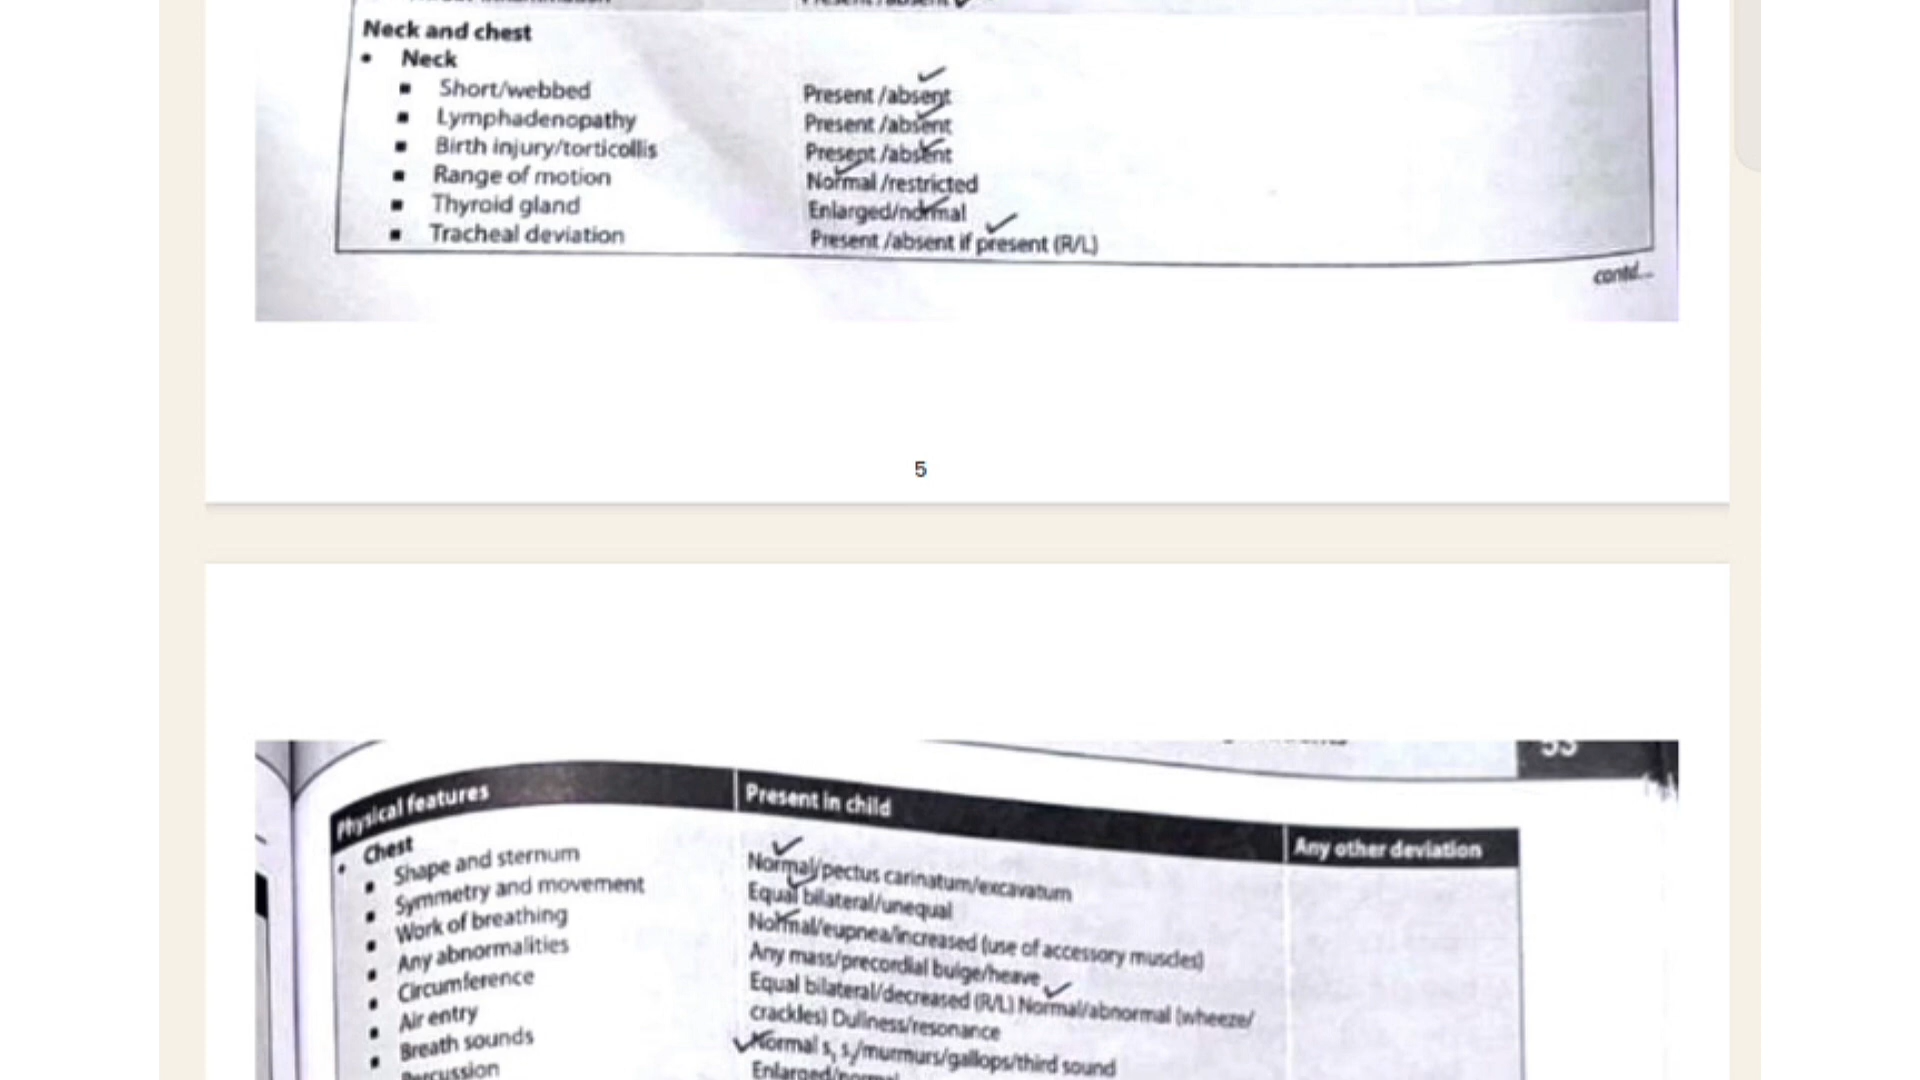 Neck and chest
• Neck
▪ Short/webbed Present /absent
▪ Lymphadenopathy Present /absent
▪ Birth injury/torticollis Present /absent
▪ Range of motion Normal /restricted
▪ Thyroid gland Enlarged/normal
▪ Tracheal deviation Present /absent if present (R/L)
contd...
5
53
Physical features Present in child Any other deviation
• Chest
▪ Shape and sternum Normal/pectus carinatum/excavatum
▪ Symmetry and movement Equal bilateral/unequal
▪ Work of breathing Normal/eupnea/increased (use of accessory muscles)
▪ Any abnormalities Any mass/precordial bulge/heave
▪ Circumference Equal bilateral/decreased (R/L) Normal/abnormal (wheeze/
▪ Air entry crackles) Dullness/resonance
▪ Breath sounds Normal s, s,/murmurs/gallops/third sound
Percussion Enlarged/normal